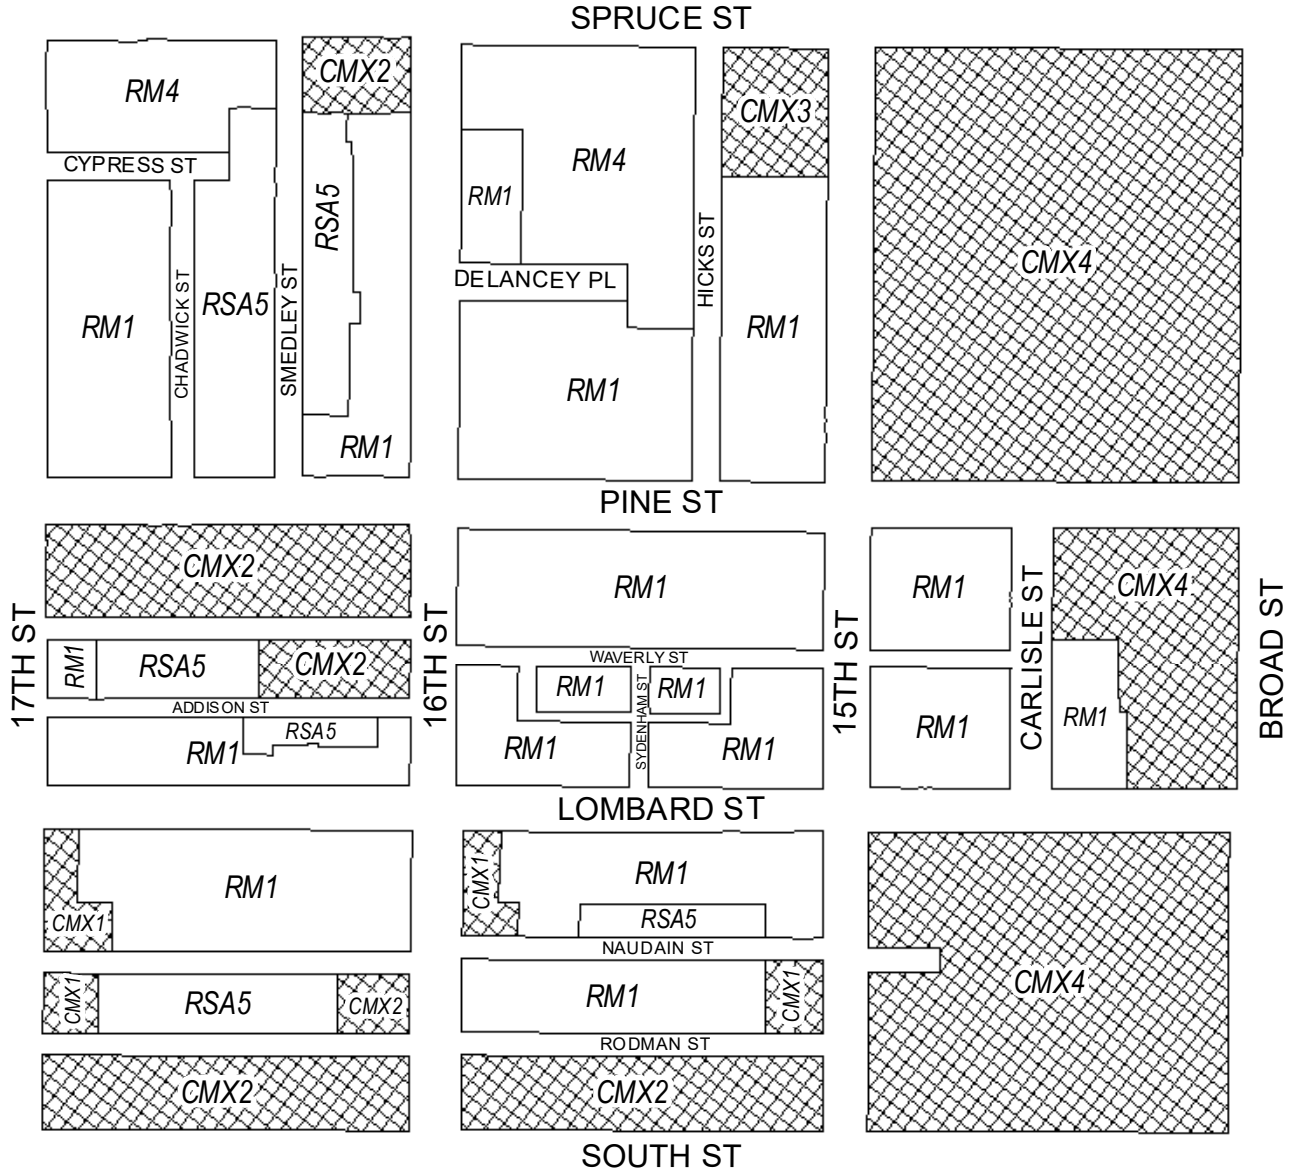 SPRUCE ST
CMX2
RM4
CMX3
RM4
CYPRESS ST
RSA5
RM1
HICKS ST
CMX4
DELANCEY PL
CHADWICK ST
RSA5
SMEDLEY ST
RM1
RM1
RM1
RM1
PINE ST
CMX2
RM1
RM1
CARLISLE ST
CMX4
17TH ST
RM1
RSA5
CMX2
16TH ST
WAVERLY ST
RM1
SYDENHAM ST
RM1
15TH ST
BROAD ST
ADDISON ST
RSA5
RM1
RM1
RM1
RM1
RM1
LOMBARD ST
CMX1
RM1
CMX1
RM1
RSA5
NAUDAIN ST
CMX1
RSA5
CMX2
RM1
CMX1
CMX4
RODMAN ST
CMX2
CMX2
SOUTH ST